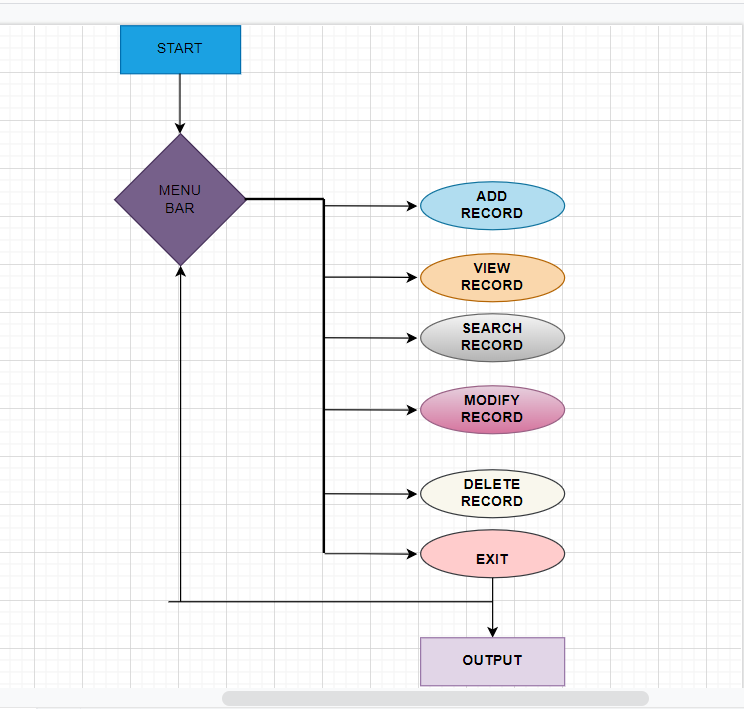 START
MENU
BAR
ADD
RECORD
VIEW
RECORD
SEARCH
RECORD
MODIFY
RECORD
DELETE
RECORD
EXIT
OUTPUT